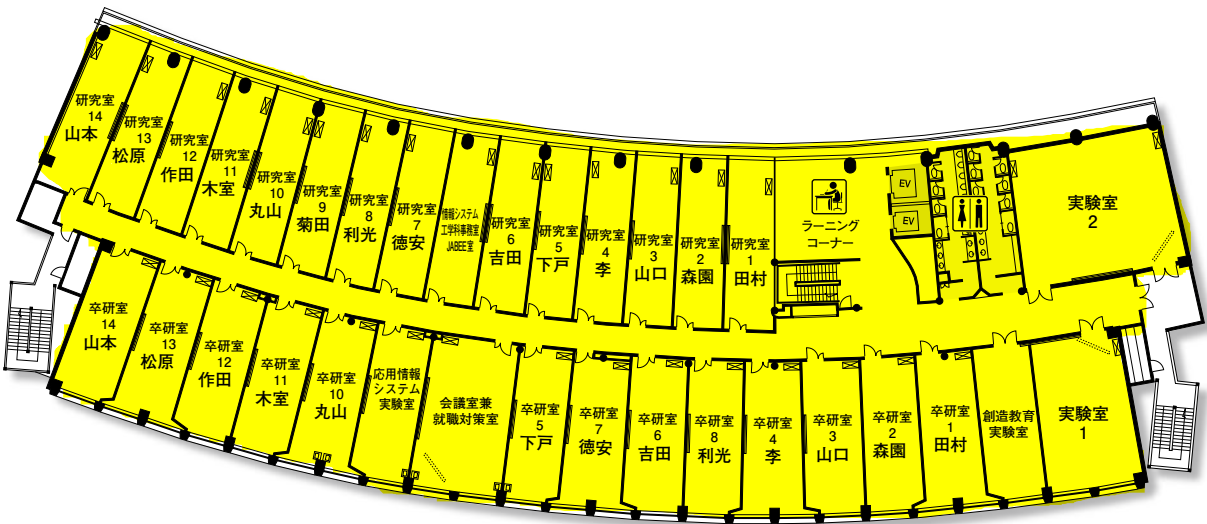 研究室
14
山本
研究室
13
松原
研究室
12
作田
研究室
11
木室
研究室
10
丸山
研究室
9
菊田
研究室
8
利光
研究室
7
徳安
情報システム
工学科事務室
JABEE室
研究室
6
吉田
研究室
5
下戸
研究室
4
李
研究室
3
山口
研究室
2
森園
研究室
1
田村
ラーニング
コーナー
EV
EV
実験室
2
卒研室
14
山本
卒研室
13
松原
卒研室
12
作田
卒研室
11
木室
卒研室
10
丸山
応用情報
システム
実験室
会議室兼
就職対策室
卒研室
5
下戸
卒研室
7
徳安
卒研室
6
吉田
卒研室
8
利光
卒研室
4
李
卒研室
3
山口
卒研室
2
森園
卒研室
1
田村
創造教育
実験室
実験室
1